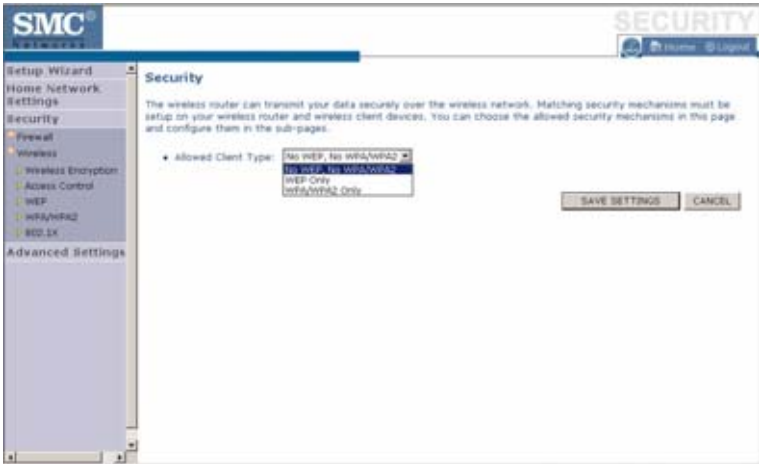 SMC®
Networks
SECURITY
Home Logout
Setup Wizard
Home Network
Settings
Security
Firewall
Wireless
Wireless Encryption
Access Control
WEP
WPA/WPA2
802.1X
Advanced Settings
Security
The wireless router can transmit your data securely over the wireless network. Matching security mechanisms must be
setup on your wireless router and wireless client devices. You can choose the allowed security mechanisms in this page
and configure them in the sub-pages.
• Allowed Client Type: No WEP, No WPA/WPA2
No WEP, No WPA/WPA2
WEP Only
WPA/WPA2 Only
SAVE SETTINGS CANCEL